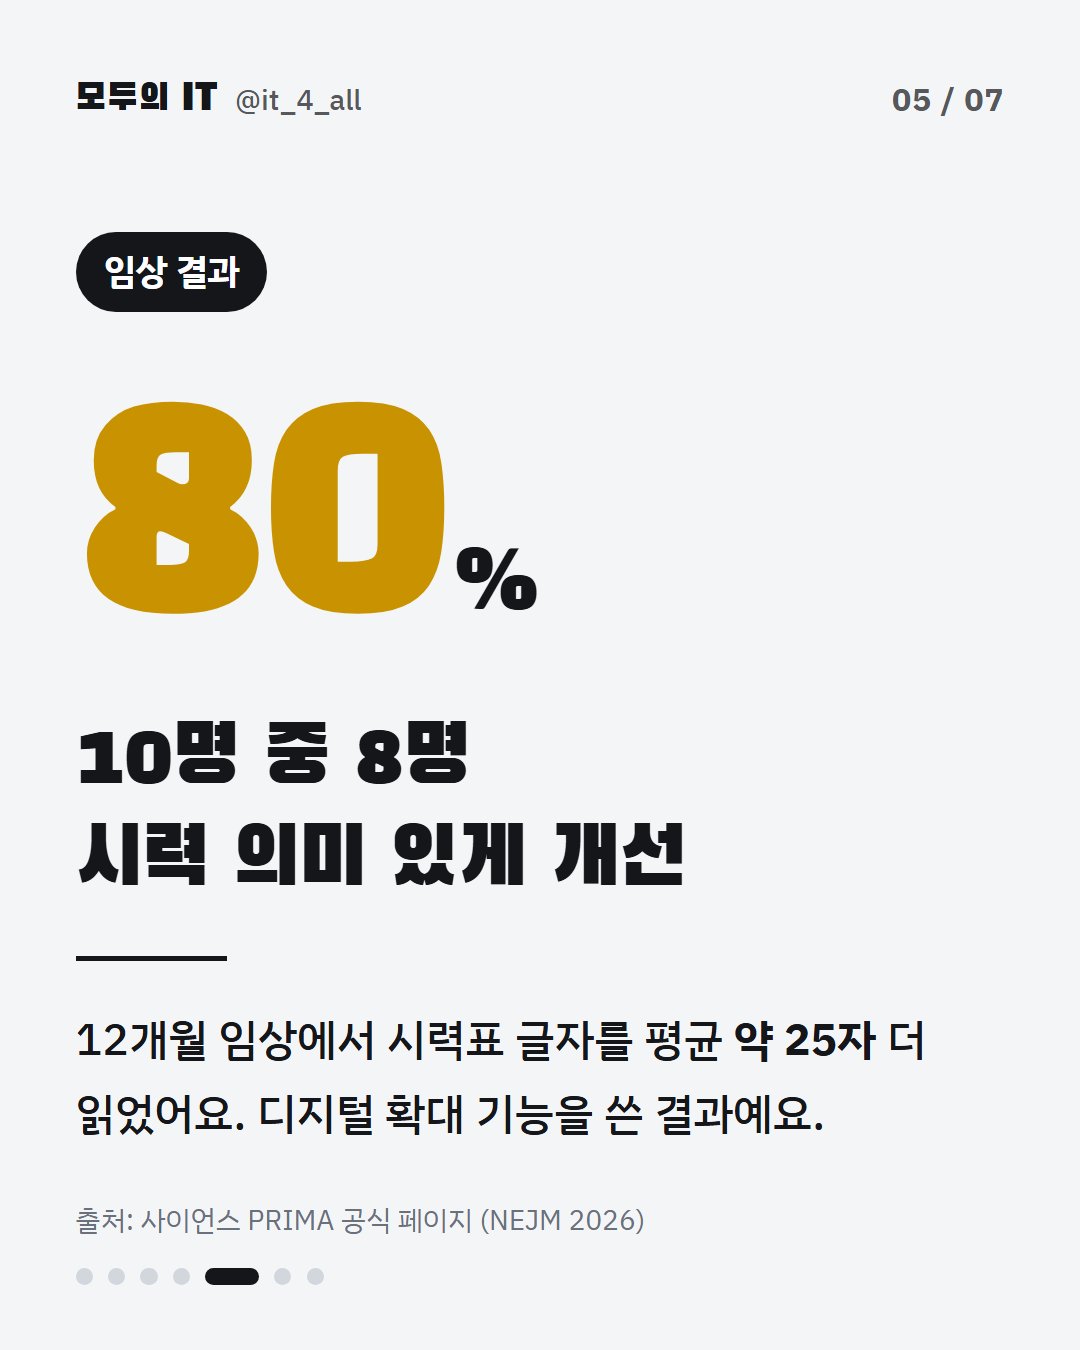 모두의 IT @it_4_all 05 / 07
임상 결과
80%
10명 중 8명
시력 의미 있게 개선
12개월 임상에서 시력표 글자를 평균 약 25자 더
읽었어요. 디지털 확대 기능을 쓴 결과예요.
출처: 사이언스 PRIMA 공식 페이지 (NEJM 2026)